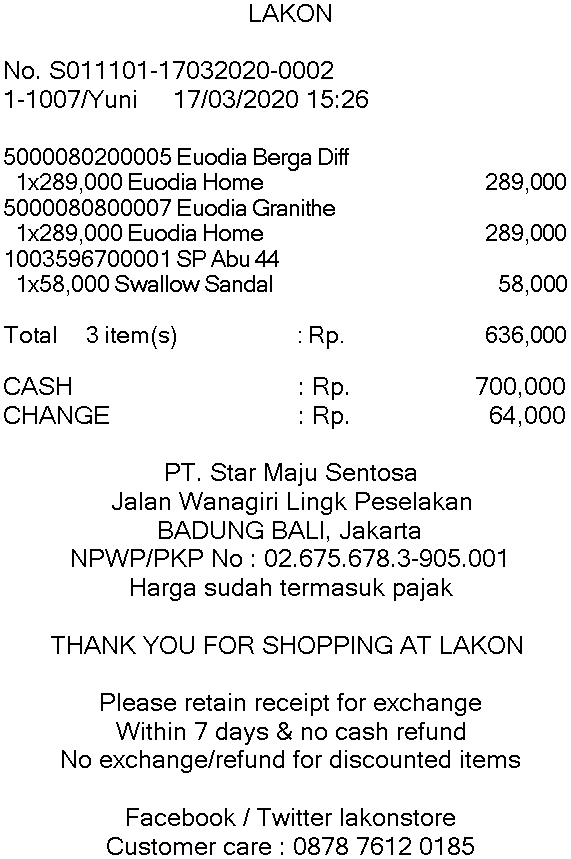 LAKON
No. S011101-17032020-0002
1-1007/Yuni 17/03/2020 15:26
5000080200005 Euodia Berga Diff
1x289,000 Euodia Home 289,000
5000080800007 Euodia Granithe
1x289,000 Euodia Home 289,000
1003596700001 SP Abu 44
1x58,000 Swallow Sandal 58,000
Total 3 item(s) : Rp. 636,000
CASH : Rp. 700,000
CHANGE : Rp. 64,000
PT. Star Maju Sentosa
Jalan Wanagiri Lingk Peselakan
BADUNG BALI, Jakarta
NPWP/PKP No : 02.675.678.3-905.001
Harga sudah termasuk pajak
THANK YOU FOR SHOPPING AT LAKON
Please retain receipt for exchange
Within 7 days & no cash refund
No exchange/refund for discounted items
Facebook / Twitter lakonstore
Customer care : 0878 7612 0185